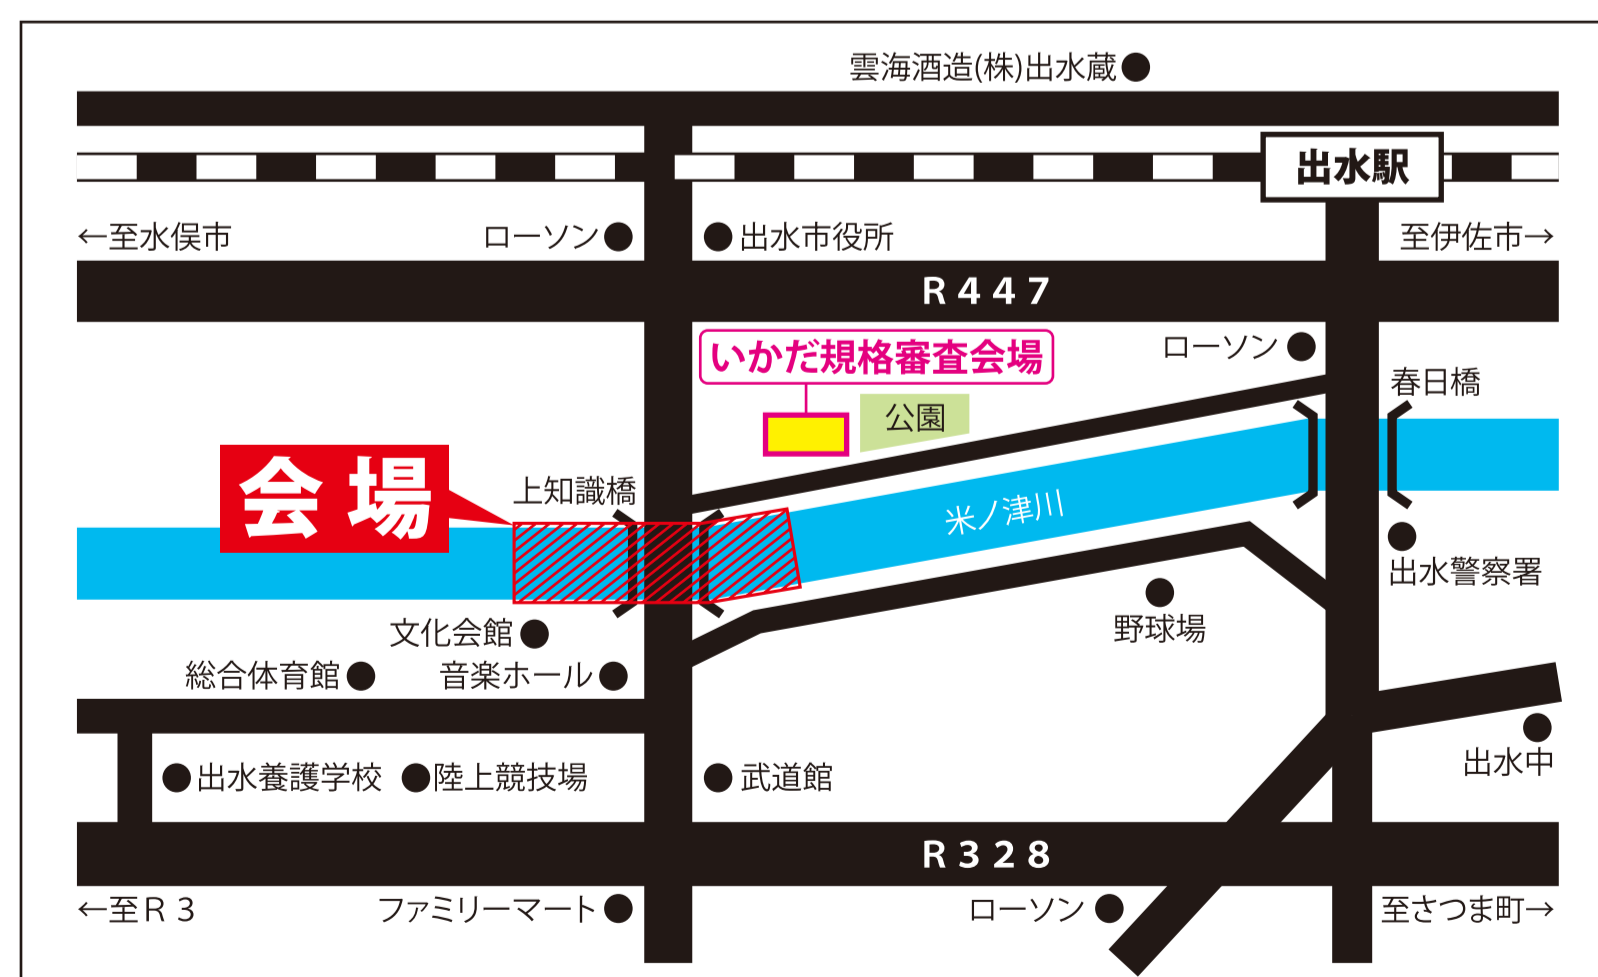 雲海酒造(株)出水蔵
出水駅
←至水俣市
ローソン
出水市役所
至伊佐市→
R447
いかだ規格審査会場
ローソン
春日橋
公園
会場
上知識橋
米ノ津川
出水警察署
文化会館
野球場
総合体育館
音楽ホール
出水養護学校
陸上競技場
武道館
出水中
R328
←至R3
ファミリーマート
ローソン
至さつま町→